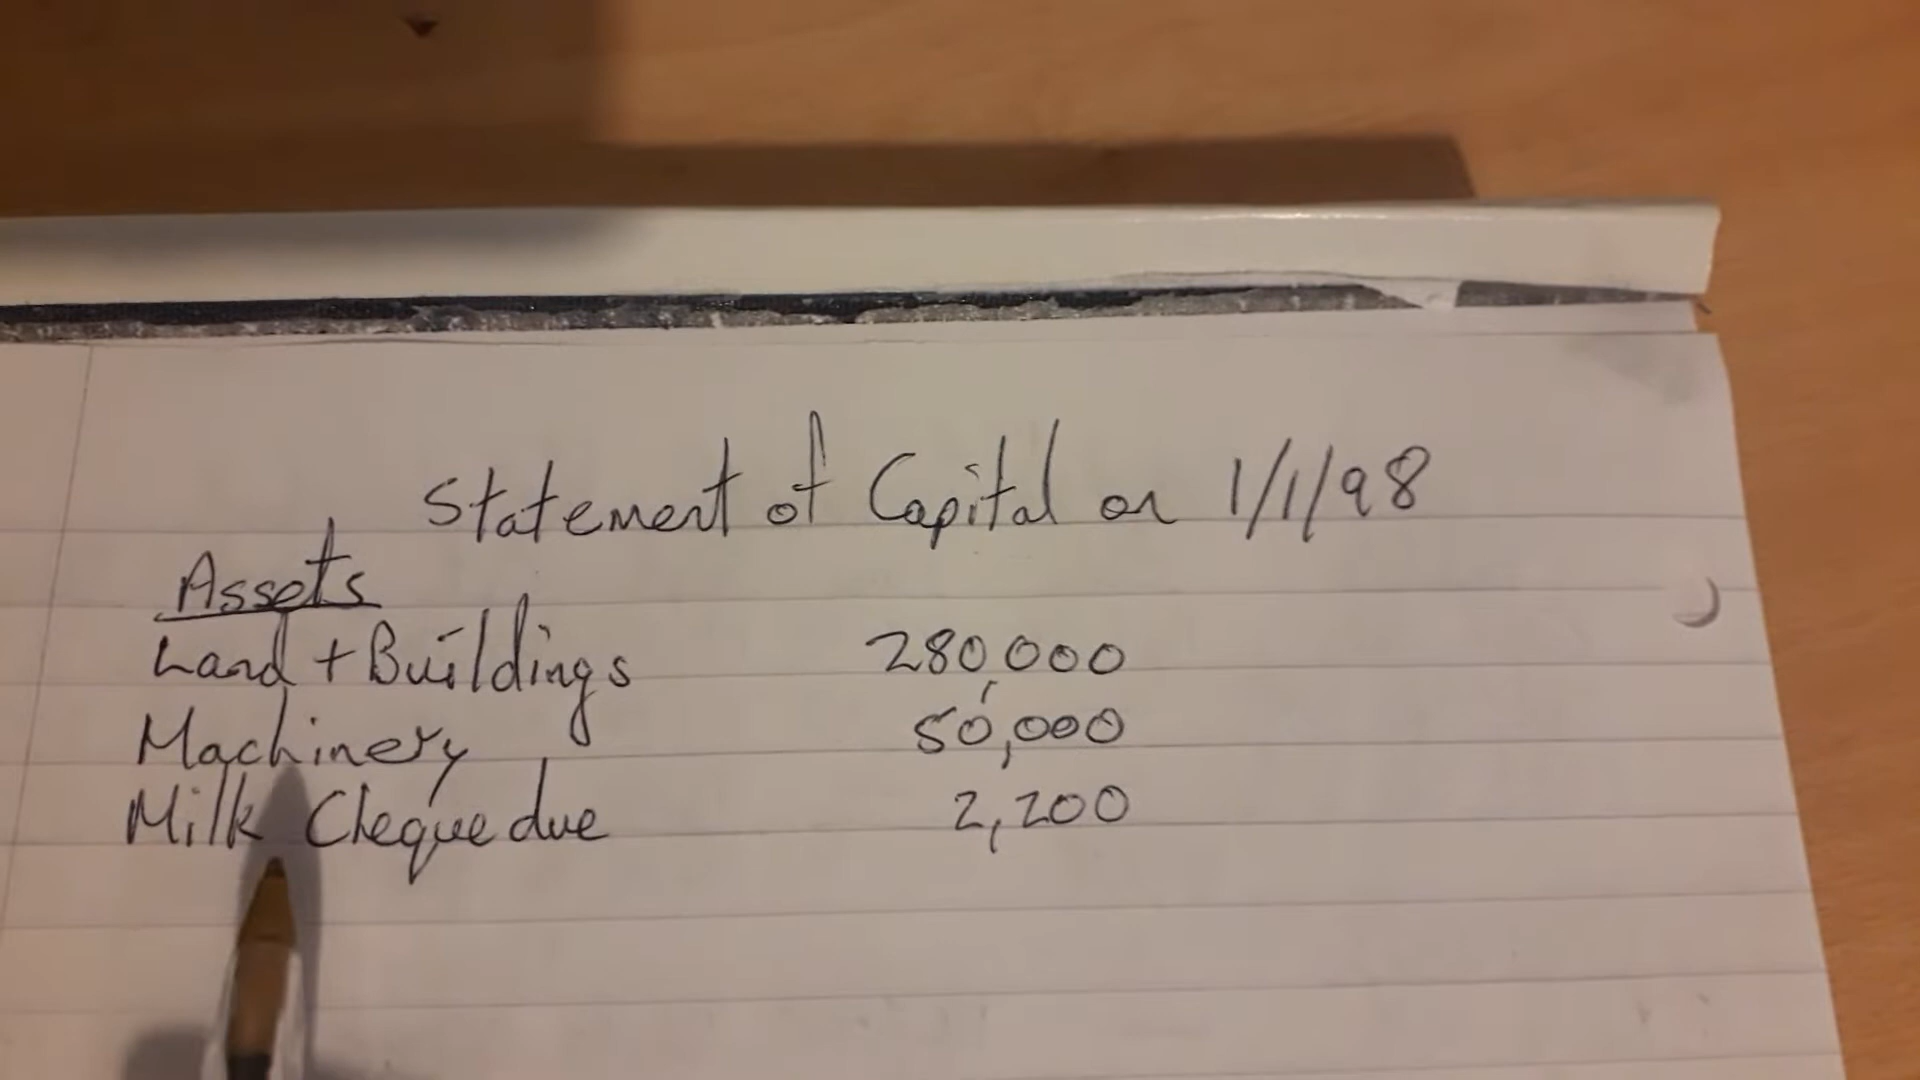 Statement of Capital on 1/1/98
Assets
Land + Buildings 280,000
Machinery 50,000
Milk Cheque due 2,200